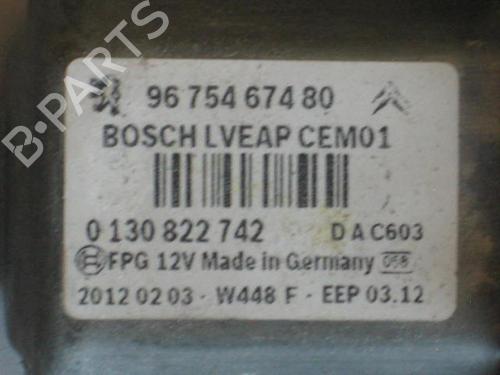 96 754 674 80
BOSCH LVEAP CEM01
0 130 822 742 D A C603
FPG 12V Made in Germany 058
2012 02 03 · W448 F · EEP 03.12
B-PARTS